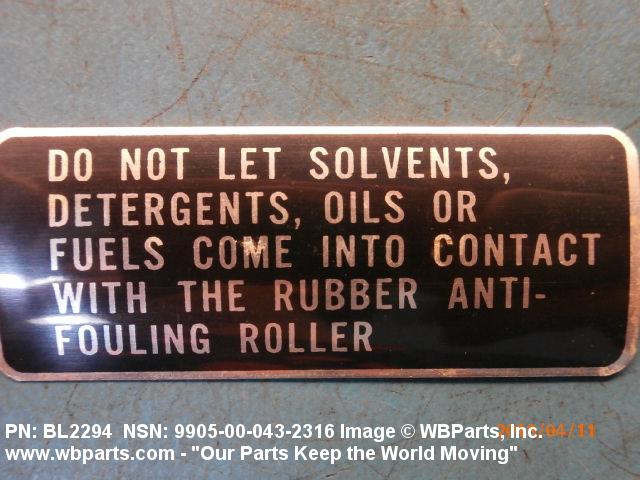 DO NOT LET SOLVENTS,
DETERGENTS, OILS OR
FUELS COME INTO CONTACT
WITH THE RUBBER ANTI-
FOULING ROLLER
PN: BL2294 NSN: 9905-00-043-2316 Image © WBParts, Inc.
www.wbparts.com - "Our Parts Keep the World Moving"